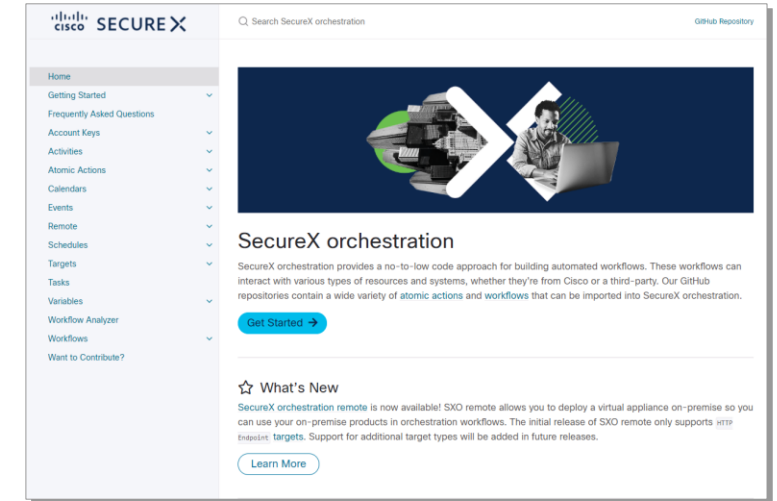 CISCO SECUREX
Search SecureX orchestration
GitHub Repository
Home
Getting Started
Frequently Asked Questions
Account Keys
Activities
Atomic Actions
Calendars
Events
Remote
Schedules
Targets
Tasks
Variables
Workflow Analyzer
Workflows
Want to Contribute?
SecureX orchestration
SecureX orchestration provides a no-to-low code approach for building automated workflows. These workflows can
interact with various types of resources and systems, whether they're from Cisco or a third-party. Our GitHub
repositories contain a wide variety of atomic actions and workflows that can be imported into SecureX orchestration.
Get Started →
What's New
SecureX orchestration remote is now available! SXO remote allows you to deploy a virtual appliance on-premise so you
can use your on-premise products in orchestration workflows. The initial release of SXO remote only supports HTTP
Endpoint targets. Support for additional target types will be added in future releases.
Learn More